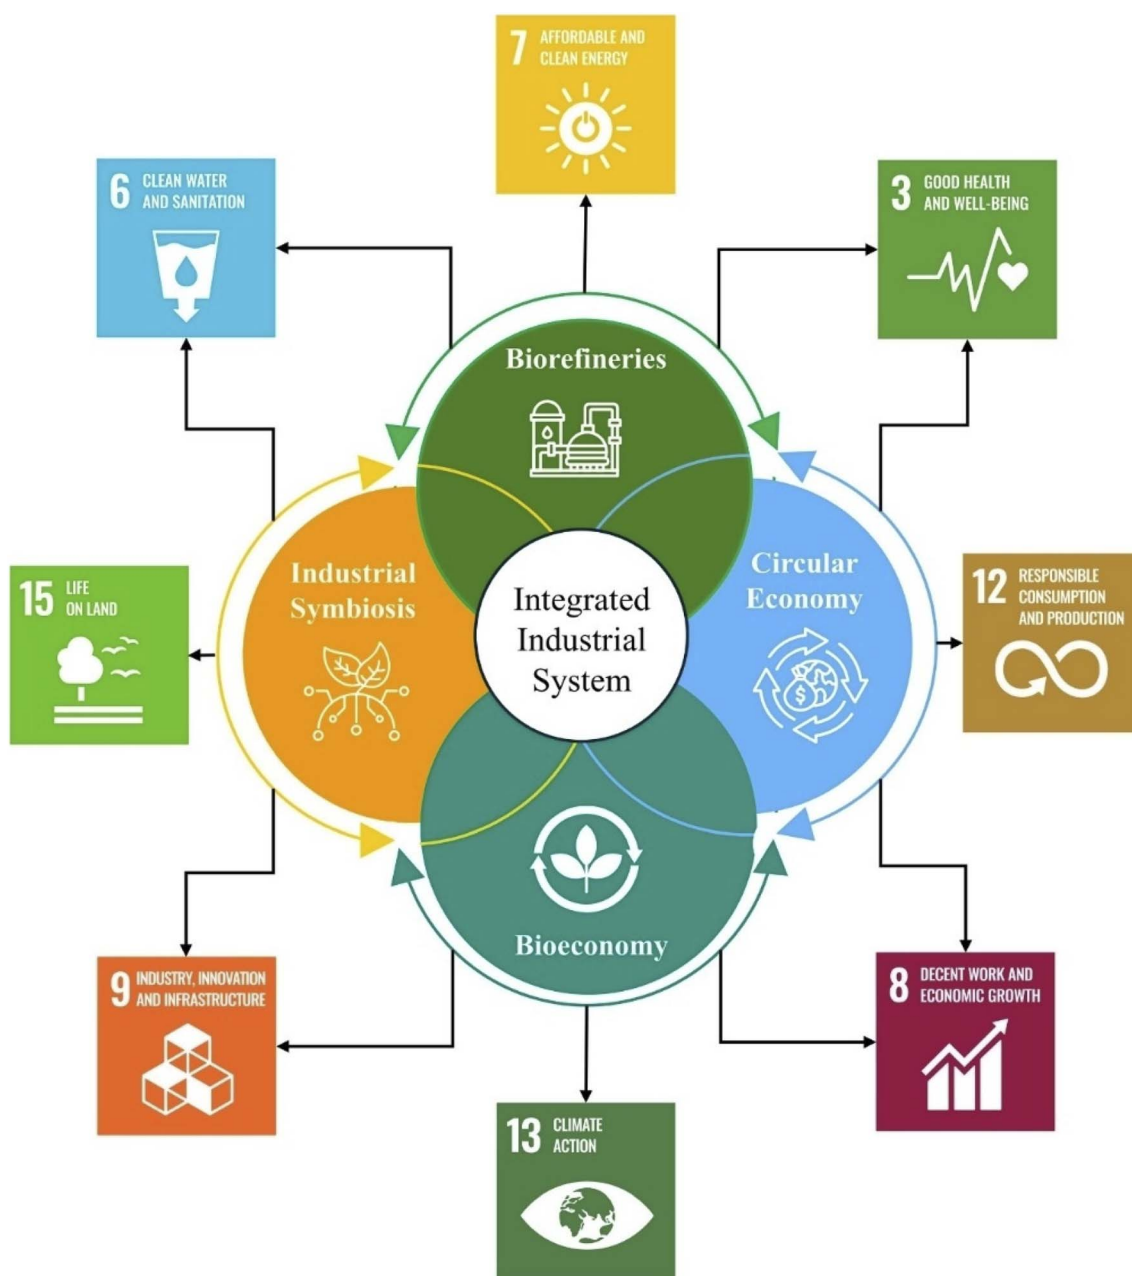 7 AFFORDABLE AND
CLEAN ENERGY
6 CLEAN WATER
AND SANITATION
3 GOOD HEALTH
AND WELL-BEING
Biorefineries
Industrial
Symbiosis
Circular
Economy
Integrated
Industrial
System
15 LIFE
ON LAND
12 RESPONSIBLE
CONSUMPTION
AND PRODUCTION
$
Bioeconomy
9 INDUSTRY, INNOVATION
AND INFRASTRUCTURE
8 DECENT WORK AND
ECONOMIC GROWTH
13 CLIMATE
ACTION